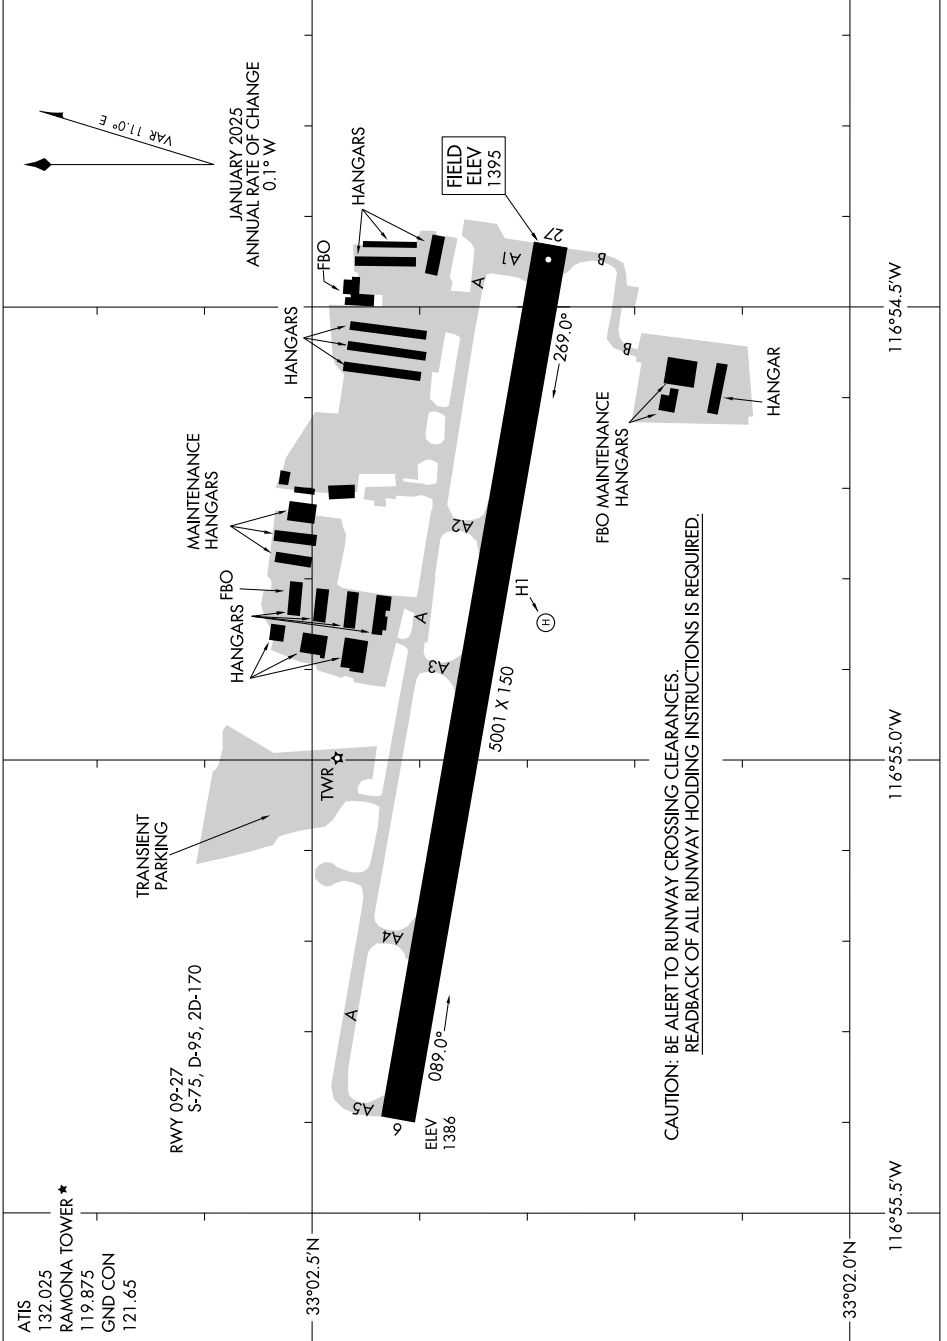 ATIS
132.025
RAMONA TOWER ★
119.875
GND CON
121.65
RWY 09-27
S-75, D-95, 2D-170
TRANSIENT
PARKING
TWR
HANGARS
FBO
MAINTENANCE
HANGARS
HANGARS
FBO
HANGARS
JANUARY 2025
ANNUAL RATE OF CHANGE
0.1° W
VAR 11.0° E
FIELD
ELEV
1395
27
A1
A
B
B
269.0°
A2
A
A3
A4
A
A5
9
ELEV
1386
089.0°
5001 X 150
H1
H
FBO MAINTENANCE
HANGARS
HANGAR
CAUTION: BE ALERT TO RUNWAY CROSSING CLEARANCES.
READBACK OF ALL RUNWAY HOLDING INSTRUCTIONS IS REQUIRED.
33°02.5'N
33°02.0'N
116°55.5'W
116°55.0'W
116°54.5'W